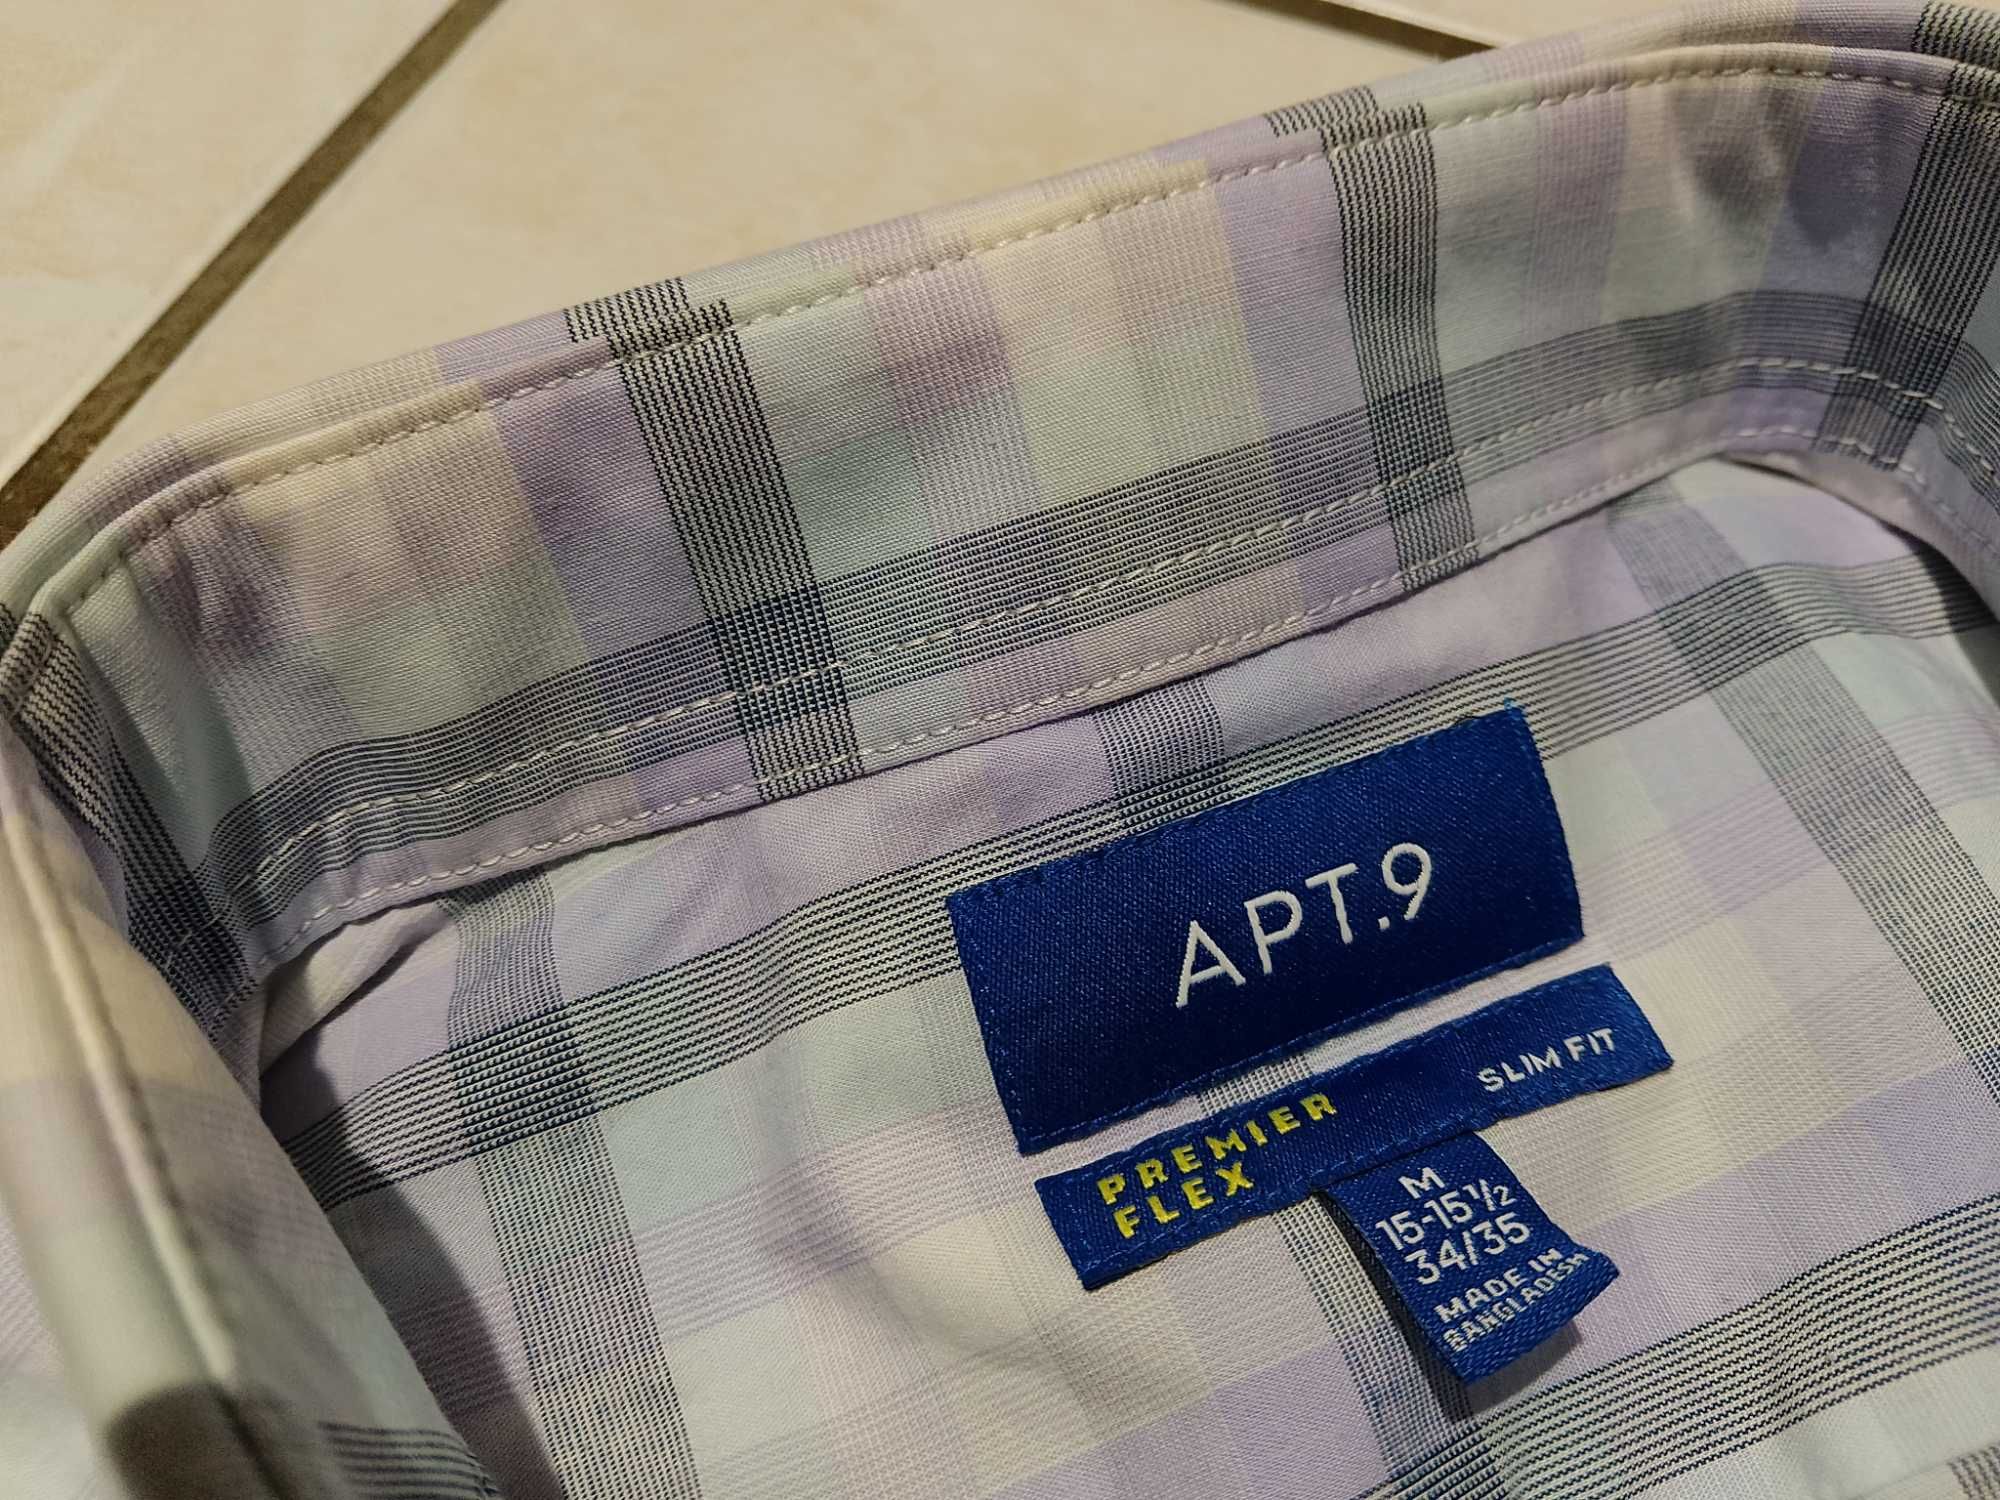 APT.9
PREMIER
FLEX
SLIM FIT
M
15-15½
34/35
MADE IN
BANGLADESH